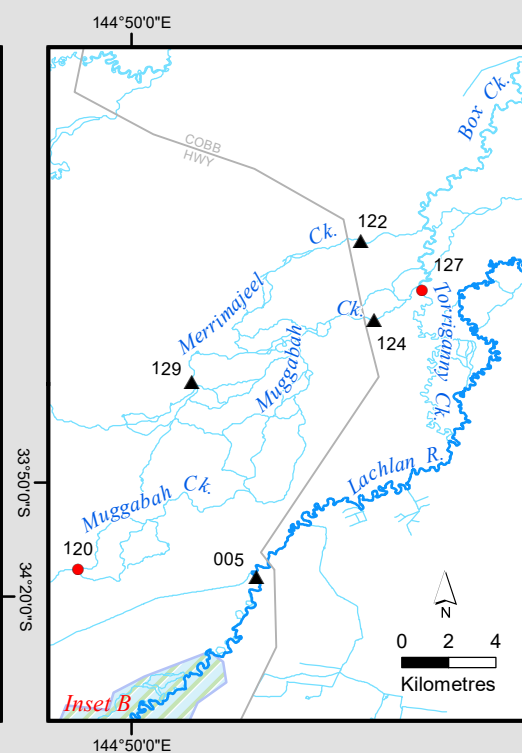 144°50'0"E
Box Ck.
COBB
HWY
122
Ck.
127
Merrimajeel
Ck.
124
Torriganny Ck.
129
Muggabah
Lachlan R.
33°50'0"S
Muggabah Ck.
120
005
34°20'0"S
N
0 2 4
Kilometres
Inset B
144°50'0"E